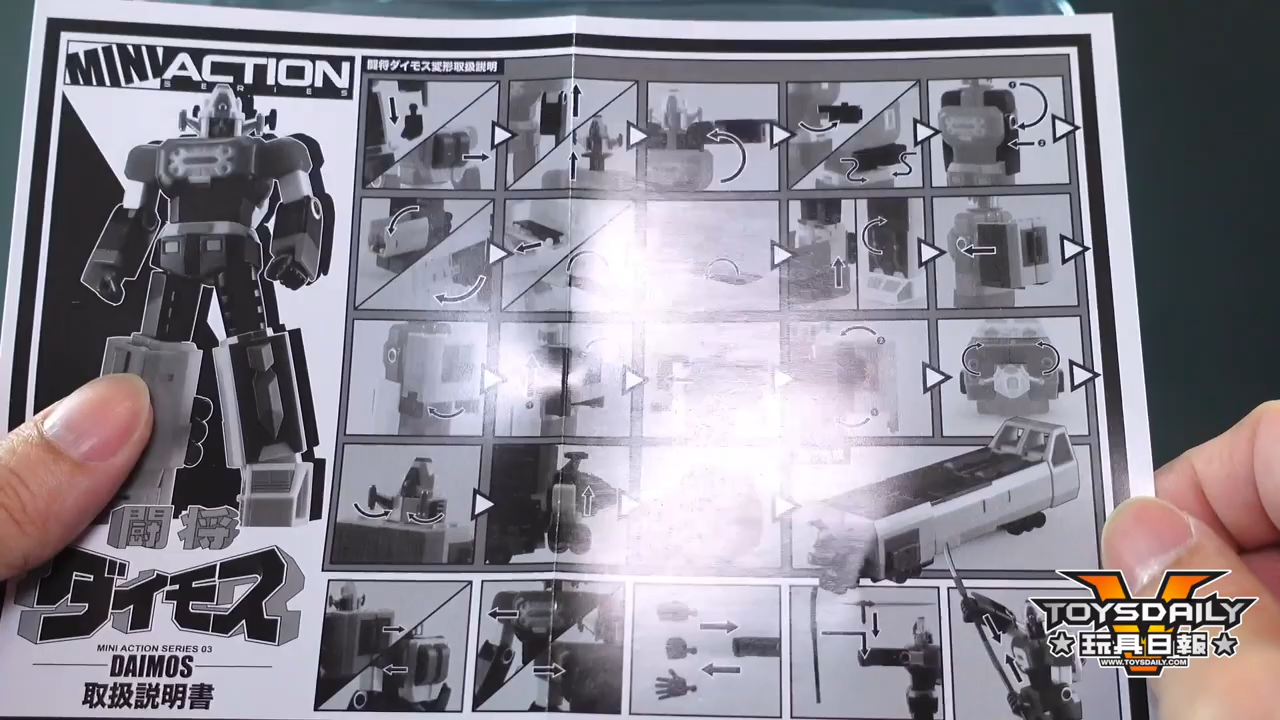 MINI ACTION
SERIES
闘将ダイモス変形取扱説明
闘将
ダイモス
MINI ACTION SERIES 03
DAIMOS
取扱説明書
TOYSDAILY
玩具日報
WWW.TOYSDAILY.COM